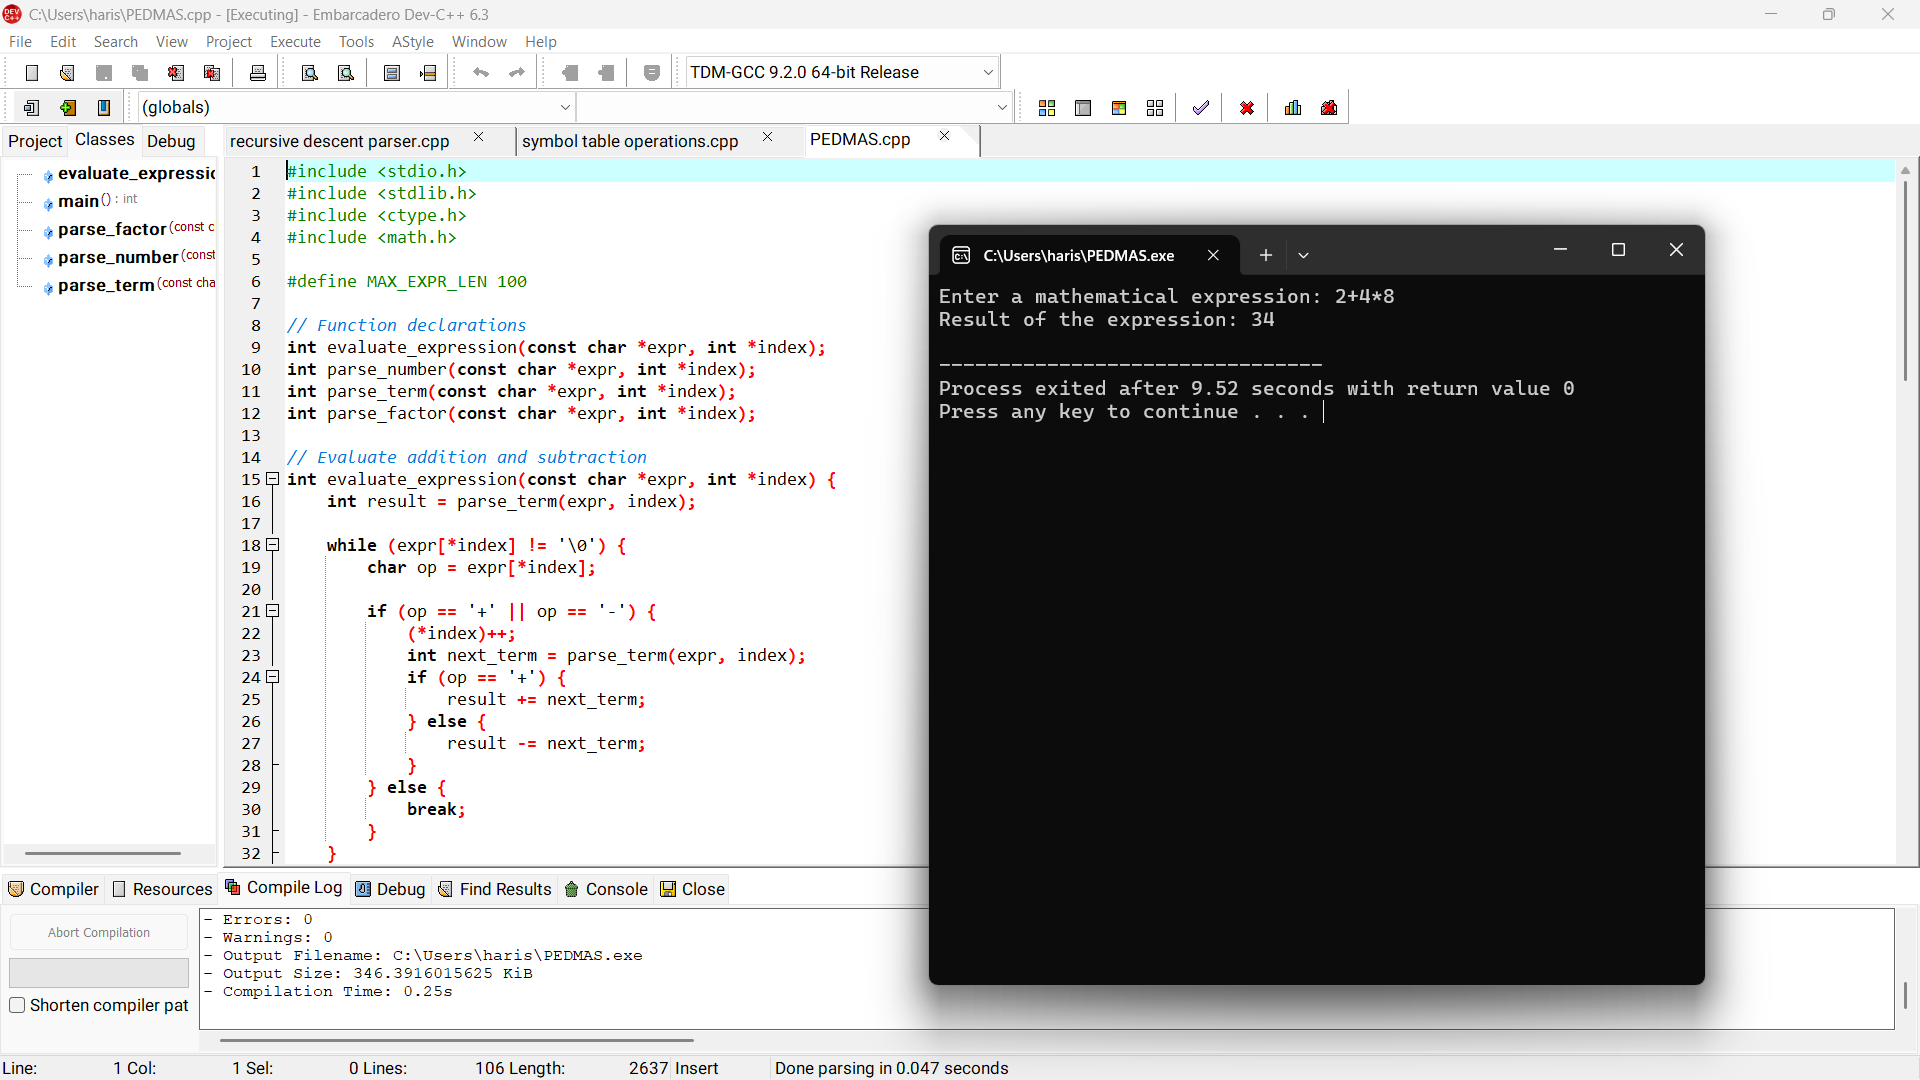 C:\Users\haris\PEDMAS.cpp - [Executing] - Embarcadero Dev-C++ 6.3
File Edit Search View Project Execute Tools AStyle Window Help
TDM-GCC 9.2.0 64-bit Release
(globals)
Project Classes Debug
recursive descent parser.cpp symbol table operations.cpp PEDMAS.cpp
evaluate_expressic
main() : int
parse_factor(const c
parse_number(const
parse_term(const cha
1 #include <stdio.h>
2 #include <stdlib.h>
3 #include <ctype.h>
4 #include <math.h>
5
6 #define MAX_EXPR_LEN 100
7
8 // Function declarations
9 int evaluate_expression(const char *expr, int *index);
10 int parse_number(const char *expr, int *index);
11 int parse_term(const char *expr, int *index);
12 int parse_factor(const char *expr, int *index);
13
14 // Evaluate addition and subtraction
15 int evaluate_expression(const char *expr, int *index) {
16 int result = parse_term(expr, index);
17
18 while (expr[*index] != '\0') {
19 char op = expr[*index];
20
21 if (op == '+' || op == '-') {
22 (*index)++;
23 int next_term = parse_term(expr, index);
24 if (op == '+') {
25 result += next_term;
26 } else {
27 result -= next_term;
28 }
29 } else {
30 break;
31 }
32 }
C:\Users\haris\PEDMAS.exe
Enter a mathematical expression: 2+4*8
Result of the expression: 34
--------------------------------
Process exited after 9.52 seconds with return value 0
Press any key to continue . . .
Compiler Resources Compile Log Debug Find Results Console Close
Abort Compilation
Shorten compiler pat
- Errors: 0
- Warnings: 0
- Output Filename: C:\Users\haris\PEDMAS.exe
- Output Size: 346.3916015625 KiB
- Compilation Time: 0.25s
Line: 1 Col: 1 Sel: 0 Lines: 106 Length: 2637 Insert Done parsing in 0.047 seconds